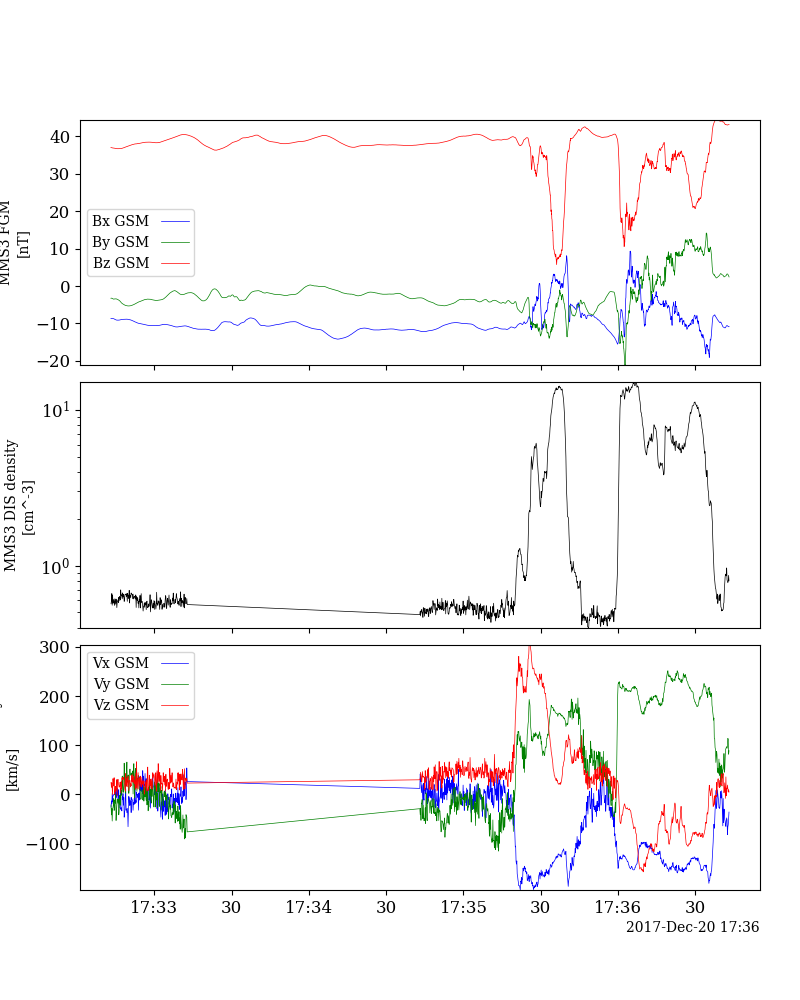 40
30
20
10
0
−10
−20
MMS3 FGM
[nT]
Bx GSM
By GSM
Bz GSM
10^1
10^0
MMS3 DIS density
[cm^-3]
300
200
100
0
−100
[km/s]
Vx GSM
Vy GSM
Vz GSM
17:33
30
17:34
30
17:35
30
17:36
30
2017-Dec-20 17:36